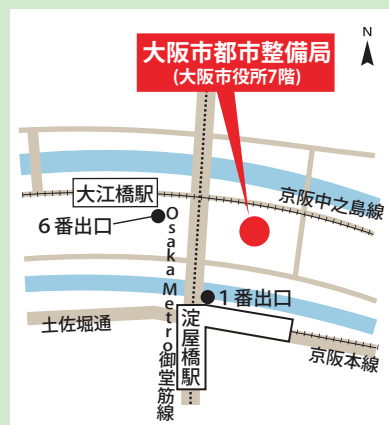 N
大阪市都市整備局
(大阪市役所7階)
大江橋駅
京阪中之島線
6番出口
Osaka Metro御堂筋線
1番出口
土佐堀通
淀屋橋駅
京阪本線